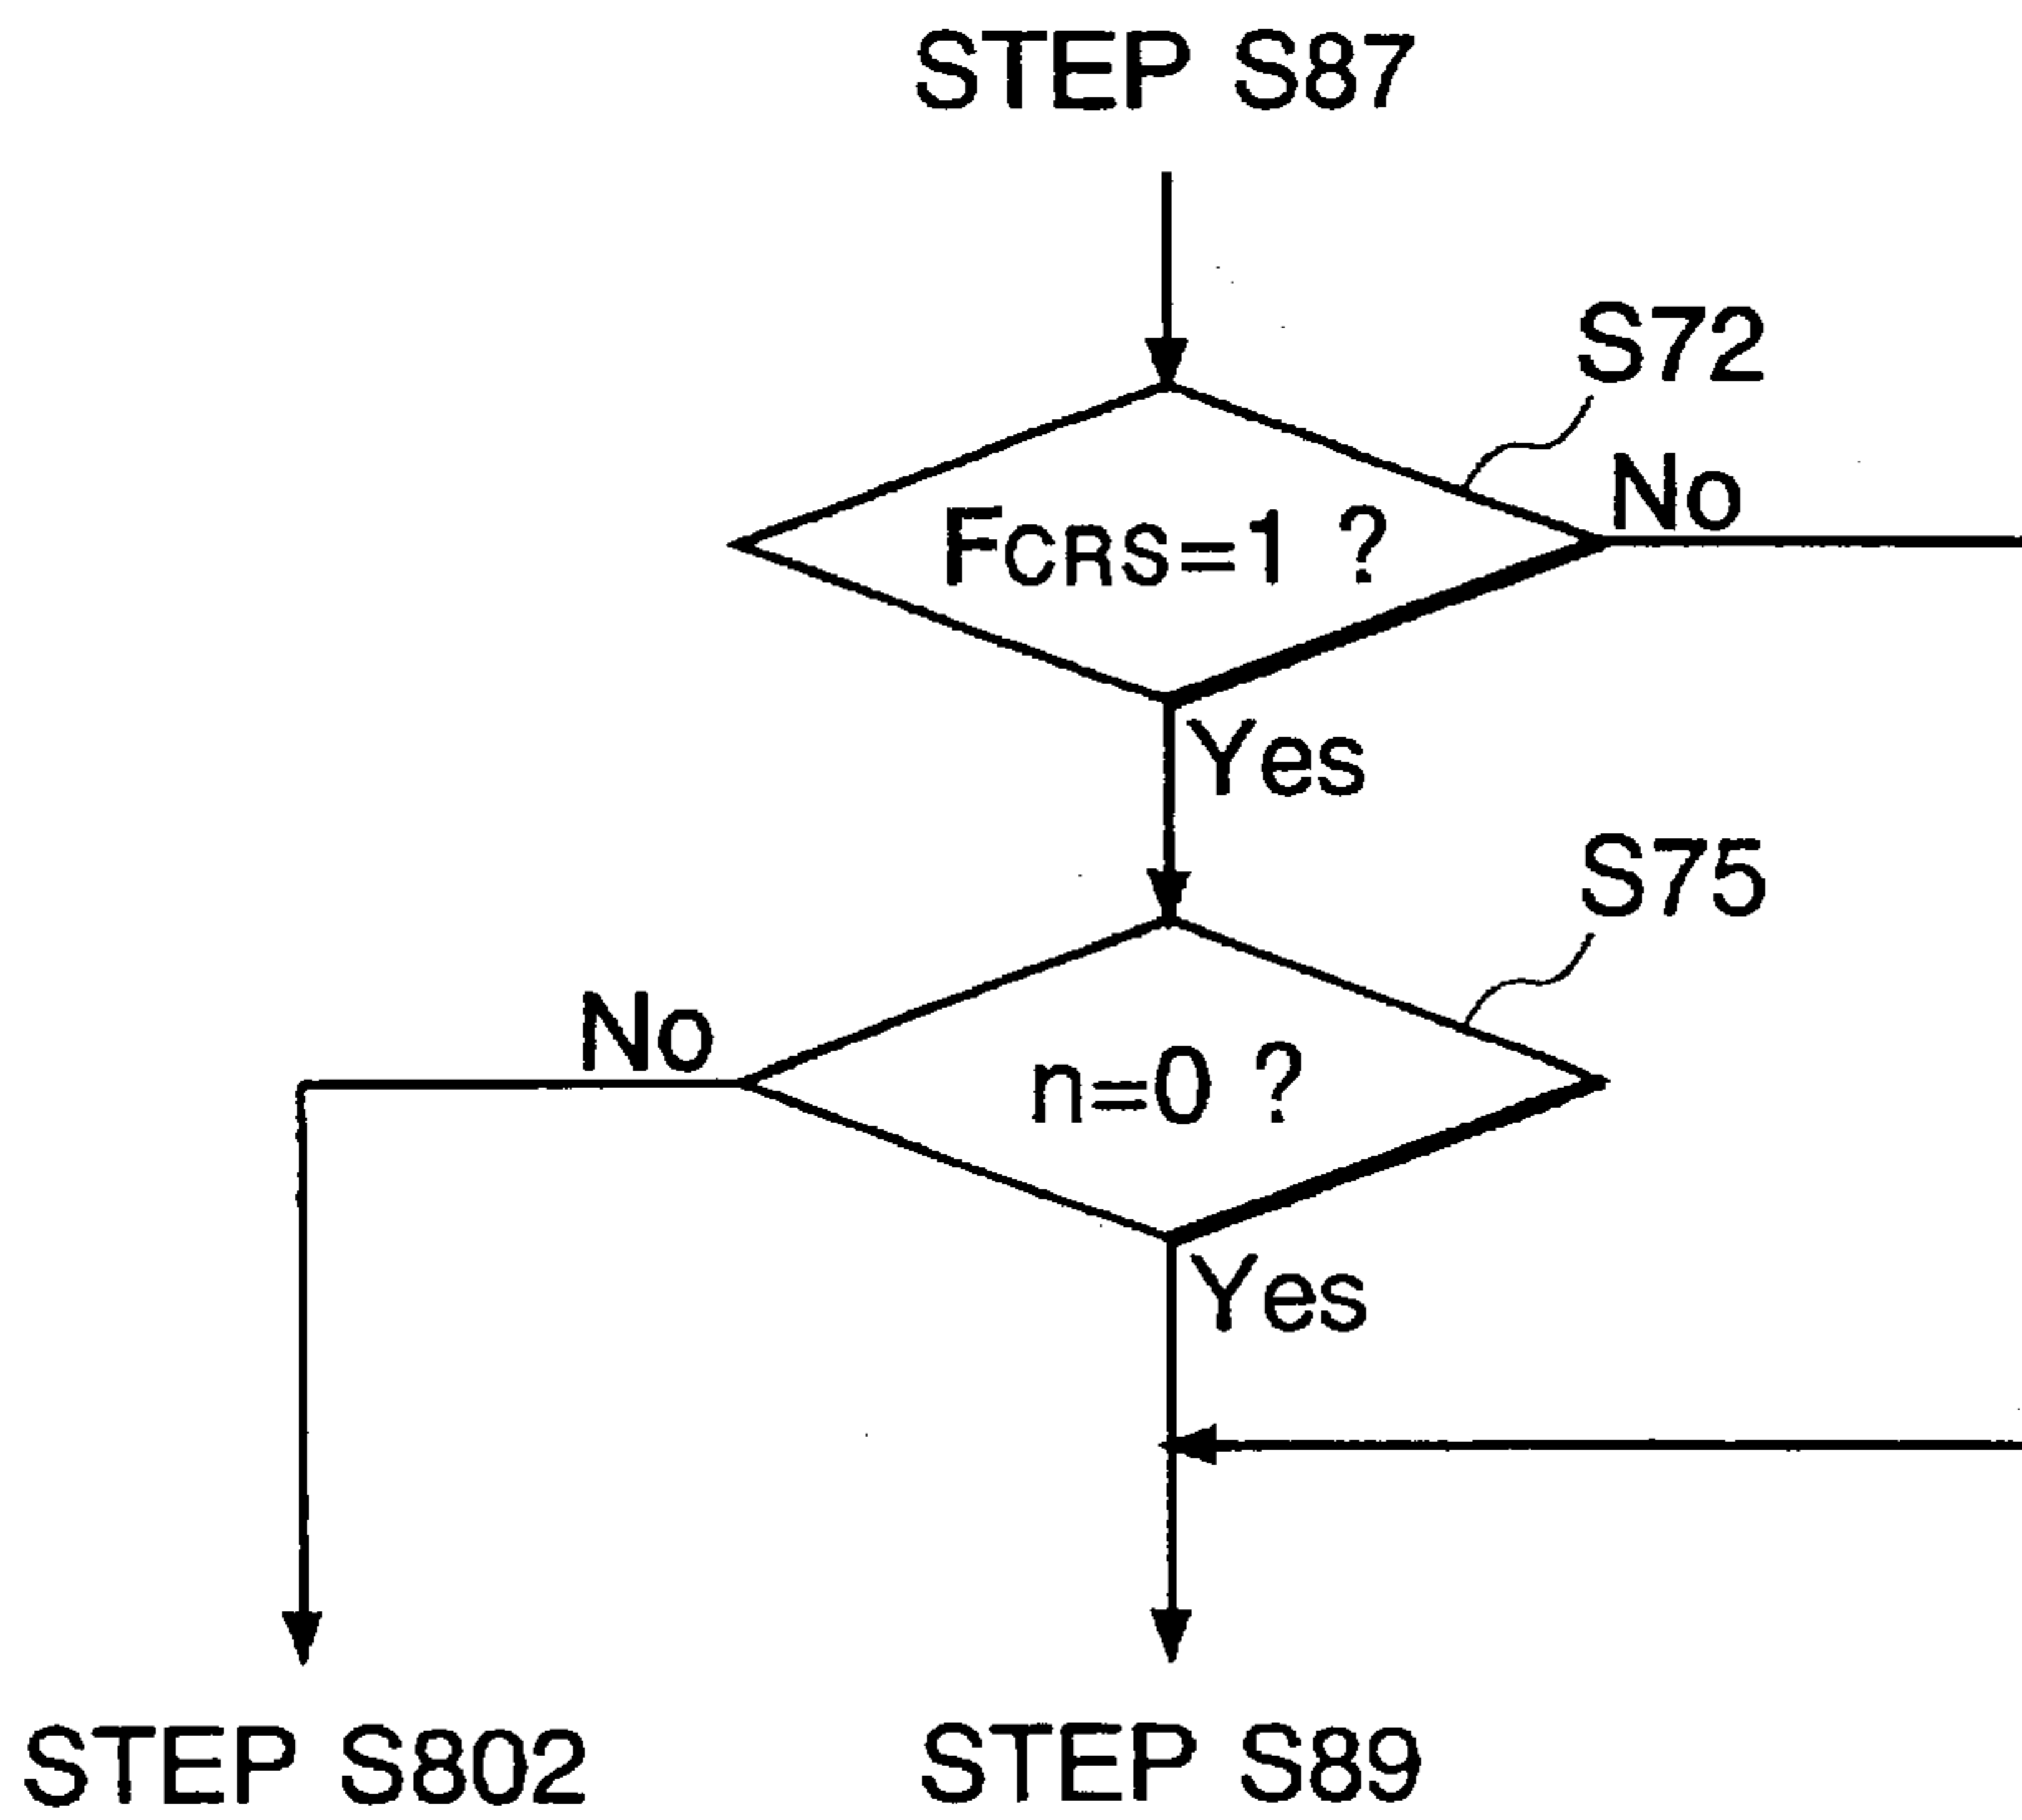 STEP S87
S72
No
FCRS=1 ?
Yes
S75
No
n=0 ?
Yes
STEP S802
STEP S89